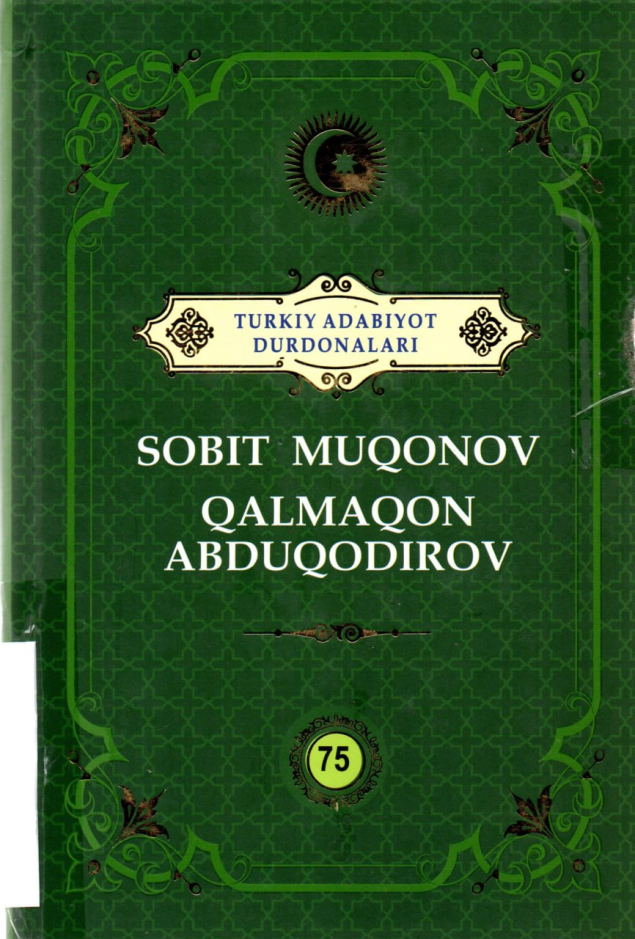 TURKIY ADABIYOT
DURDONALARI
SOBIT MUQONOV
QALMAQON
ABDUQODIROV
75